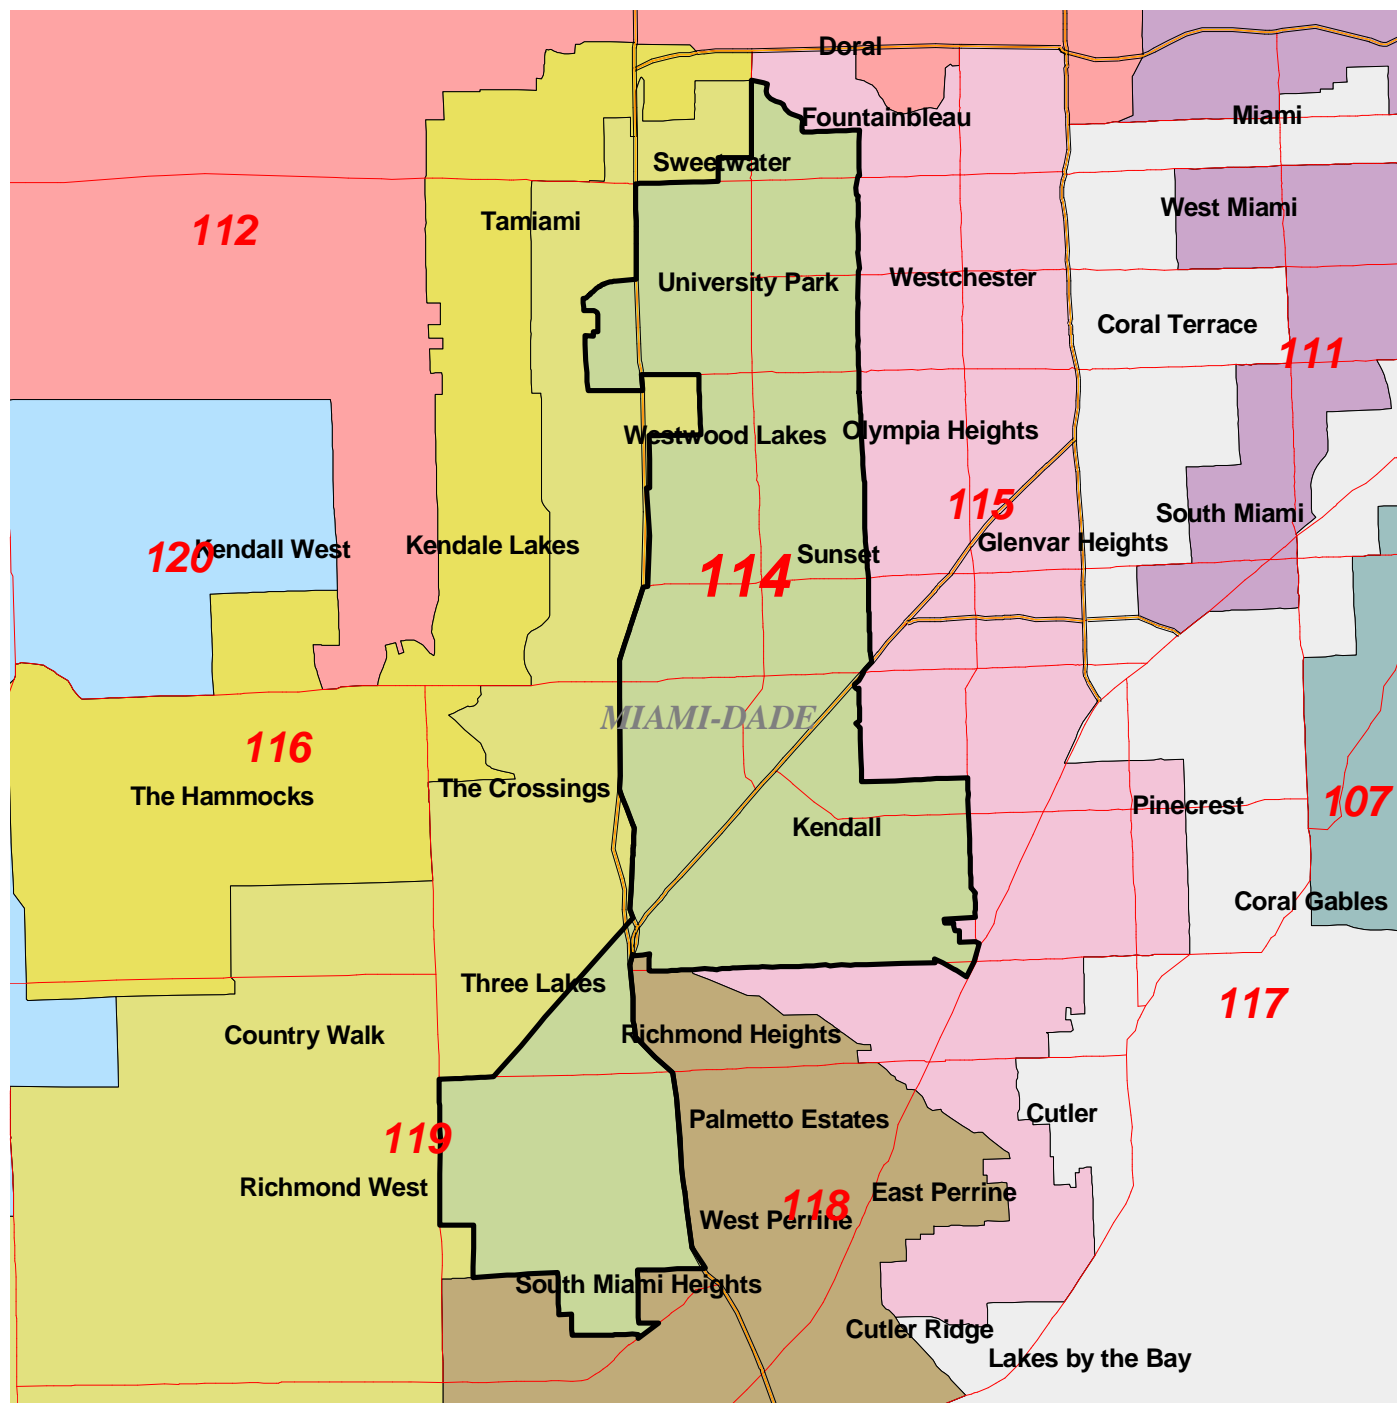 Doral
Fountainbleau
Miami
Sweetwater
West Miami
Tamiami
112
Westchester
University Park
Coral Terrace
111
Olympia Heights
Westwood Lakes
115
South Miami
Glenvar Heights
Kendale Lakes
Kendall West
120
Sunset
114
MIAMI-DADE
116
The Crossings
The Hammocks
107
Pinecrest
Kendall
Coral Gables
Three Lakes
117
Richmond Heights
Country Walk
Cutler
Palmetto Estates
119
Richmond West
East Perrine
118
West Perrine
South Miami Heights
Cutler Ridge
Lakes by the Bay